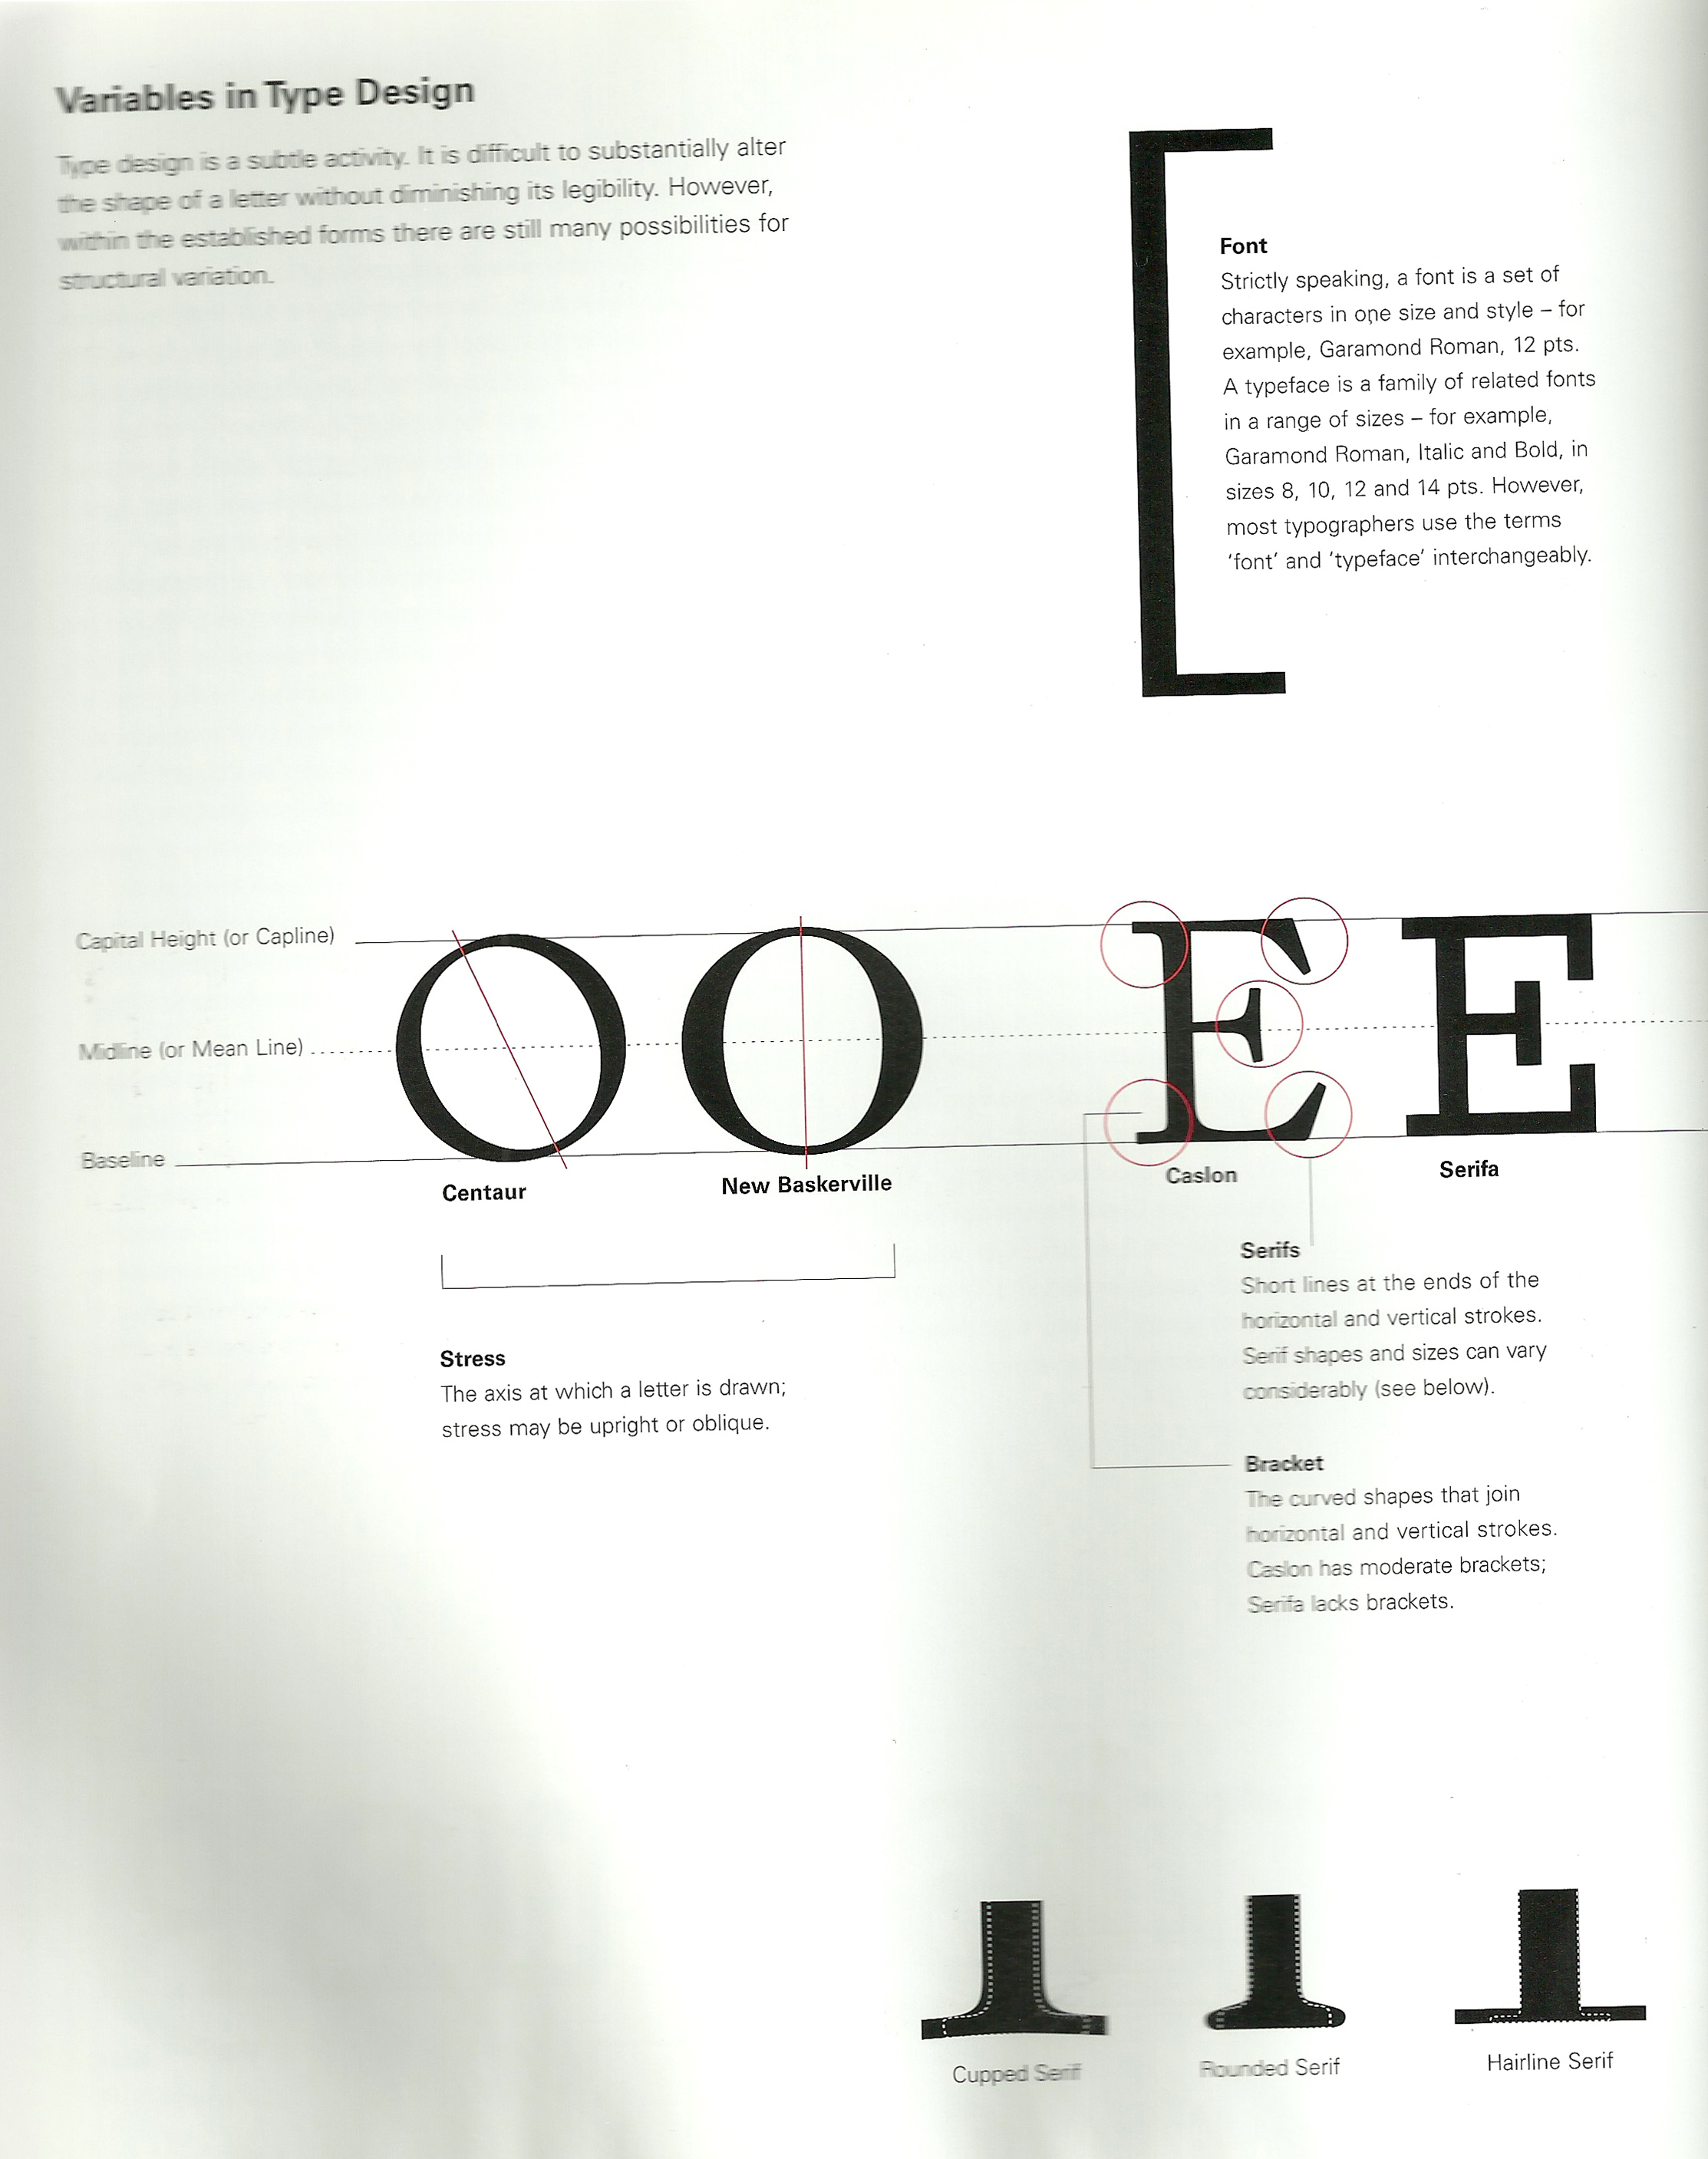 Variables in Type Design
Type design is a subtle activity. It is difficult to substantially alter
the shape of a letter without diminishing its legibility. However,
within the established forms there are still many possibilities for
structural variation.
Font
Strictly speaking, a font is a set of
characters in one size and style – for
example, Garamond Roman, 12 pts.
A typeface is a family of related fonts
in a range of sizes – for example,
Garamond Roman, Italic and Bold, in
sizes 8, 10, 12 and 14 pts. However,
most typographers use the terms
‘font’ and ‘typeface’ interchangeably.
Capital Height (or Capline)
Midline (or Mean Line)
Baseline
O O E E
Centaur
New Baskerville
Caslon
Serifa
Stress
The axis at which a letter is drawn;
stress may be upright or oblique.
Serifs
Short lines at the ends of the
horizontal and vertical strokes.
Serif shapes and sizes can vary
considerably (see below).
Bracket
The curved shapes that join
horizontal and vertical strokes.
Caslon has moderate brackets;
Serifa lacks brackets.
Cupped Serif
Rounded Serif
Hairline Serif